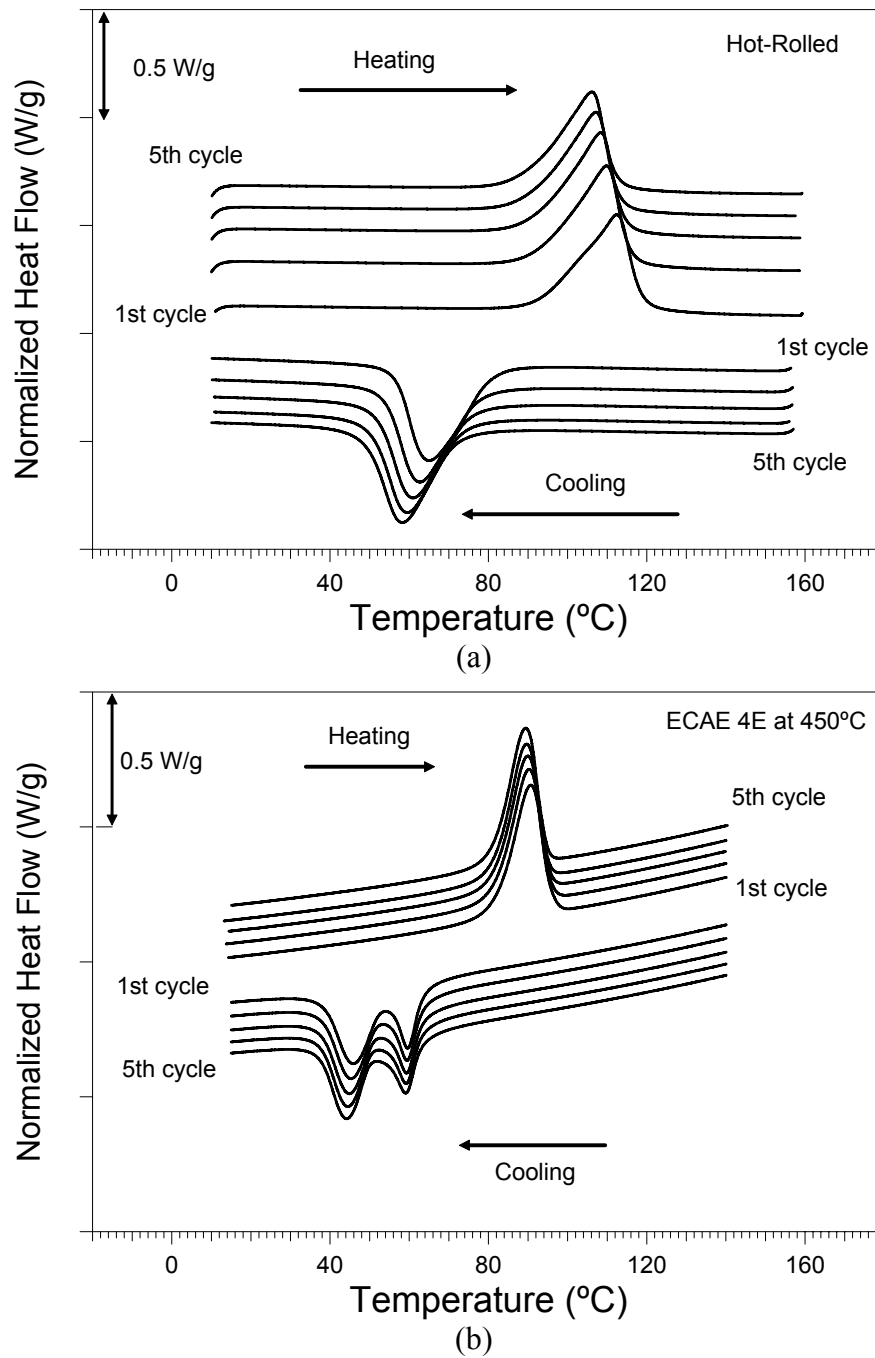 Normalized Heat Flow (W/g)
0.5 W/g
Heating
Hot-Rolled
5th cycle
1st cycle
1st cycle
5th cycle
Cooling
0 40 80 120 160
Temperature (ºC)
(a)
Normalized Heat Flow (W/g)
0.5 W/g
Heating
ECAE 4E at 450ºC
5th cycle
1st cycle
1st cycle
5th cycle
Cooling
0 40 80 120 160
Temperature (ºC)
(b)